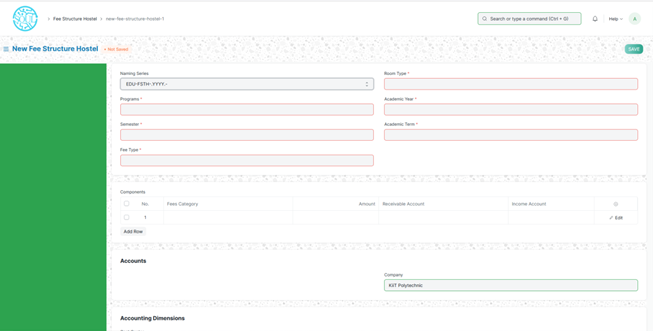 Fee Structure Hostel
new-fee-structure-hostel-1
Search or type a command (Ctrl + G)
Help
A
New Fee Structure Hostel
Not Saved
SAVE
Naming Series
EDU-FSTH-.YYYY.-
Room Type *
Programs *
Academic Year *
Semester *
Academic Term *
Fee Type *
Components
No. Fees Category Amount Receivable Account Income Account
1 Edit
Add Row
Accounts
Company
KIIT Polytechnic
Accounting Dimensions